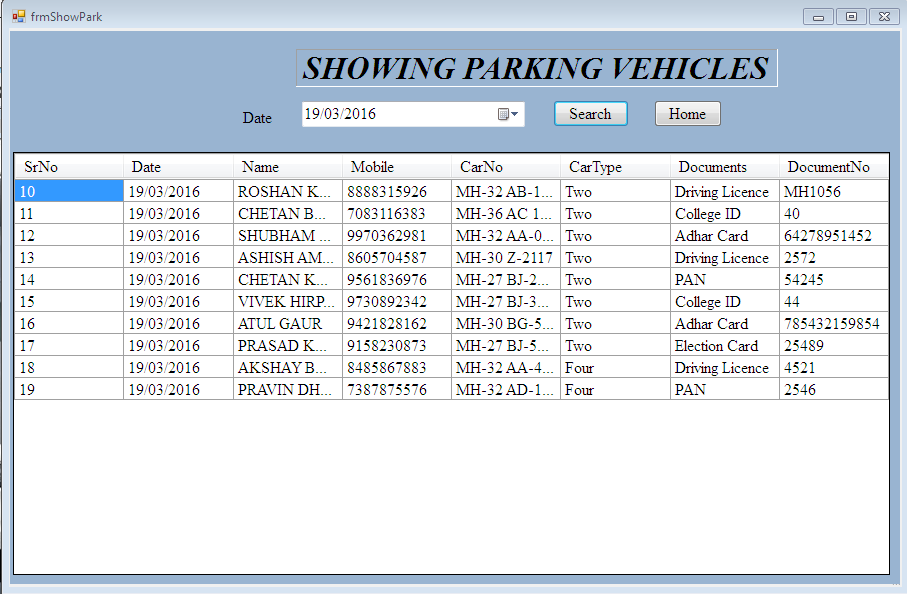 frmShowPark
SHOWING PARKING VEHICLES
Date 19/03/2016 Search Home
SrNo Date Name Mobile CarNo CarType Documents DocumentNo
10 19/03/2016 ROSHAN K... 8888315926 MH-32 AB-1... Two Driving Licence MH1056
11 19/03/2016 CHETAN B... 7083116383 MH-36 AC 1... Two College ID 40
12 19/03/2016 SHUBHAM ... 9970362981 MH-32 AA-0... Two Adhar Card 64278951452
13 19/03/2016 ASHISH AM... 8605704587 MH-30 Z-2117 Two Driving Licence 2572
14 19/03/2016 CHETAN K... 9561836976 MH-27 BJ-2... Two PAN 54245
15 19/03/2016 VIVEK HIRP... 9730892342 MH-27 BJ-3... Two College ID 44
16 19/03/2016 ATUL GAUR 9421828162 MH-30 BG-5... Two Adhar Card 785432159854
17 19/03/2016 PRASAD K... 9158230873 MH-27 BJ-5... Two Election Card 25489
18 19/03/2016 AKSHAY B... 8485867883 MH-32 AA-4... Four Driving Licence 4521
19 19/03/2016 PRAVIN DH... 7387875576 MH-32 AD-1... Four PAN 2546